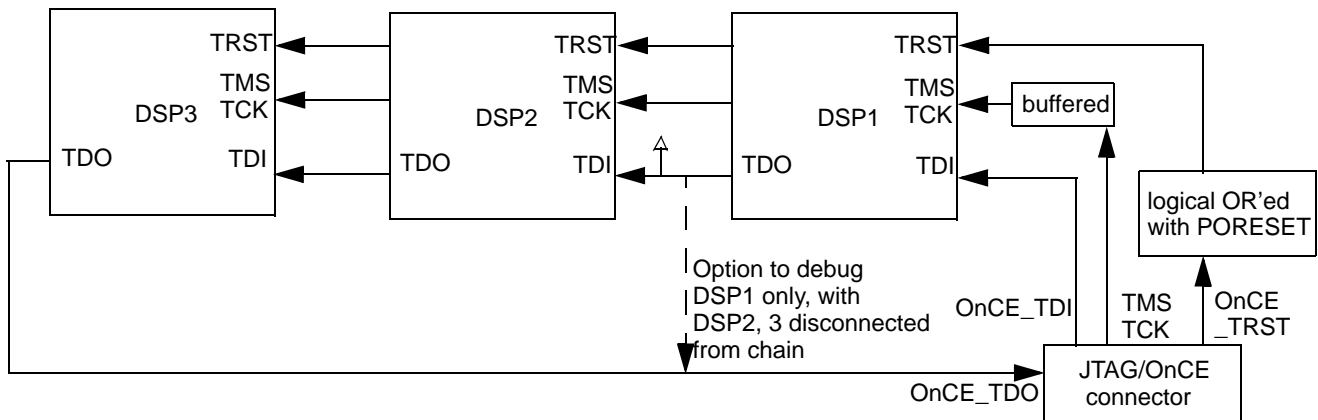 TRST
TMS
TCK
DSP3
TDO
TDI
TRST
TMS
TCK
DSP2
TDO
TDI
TRST
TMS
TCK
DSP1
TDO
TDI
buffered
logical OR'ed
with PORESET
Option to debug
DSP1 only, with
DSP2, 3 disconnected
from chain
OnCE_TDI
TMS
TCK
OnCE
_TRST
OnCE_TDO
JTAG/OnCE
connector